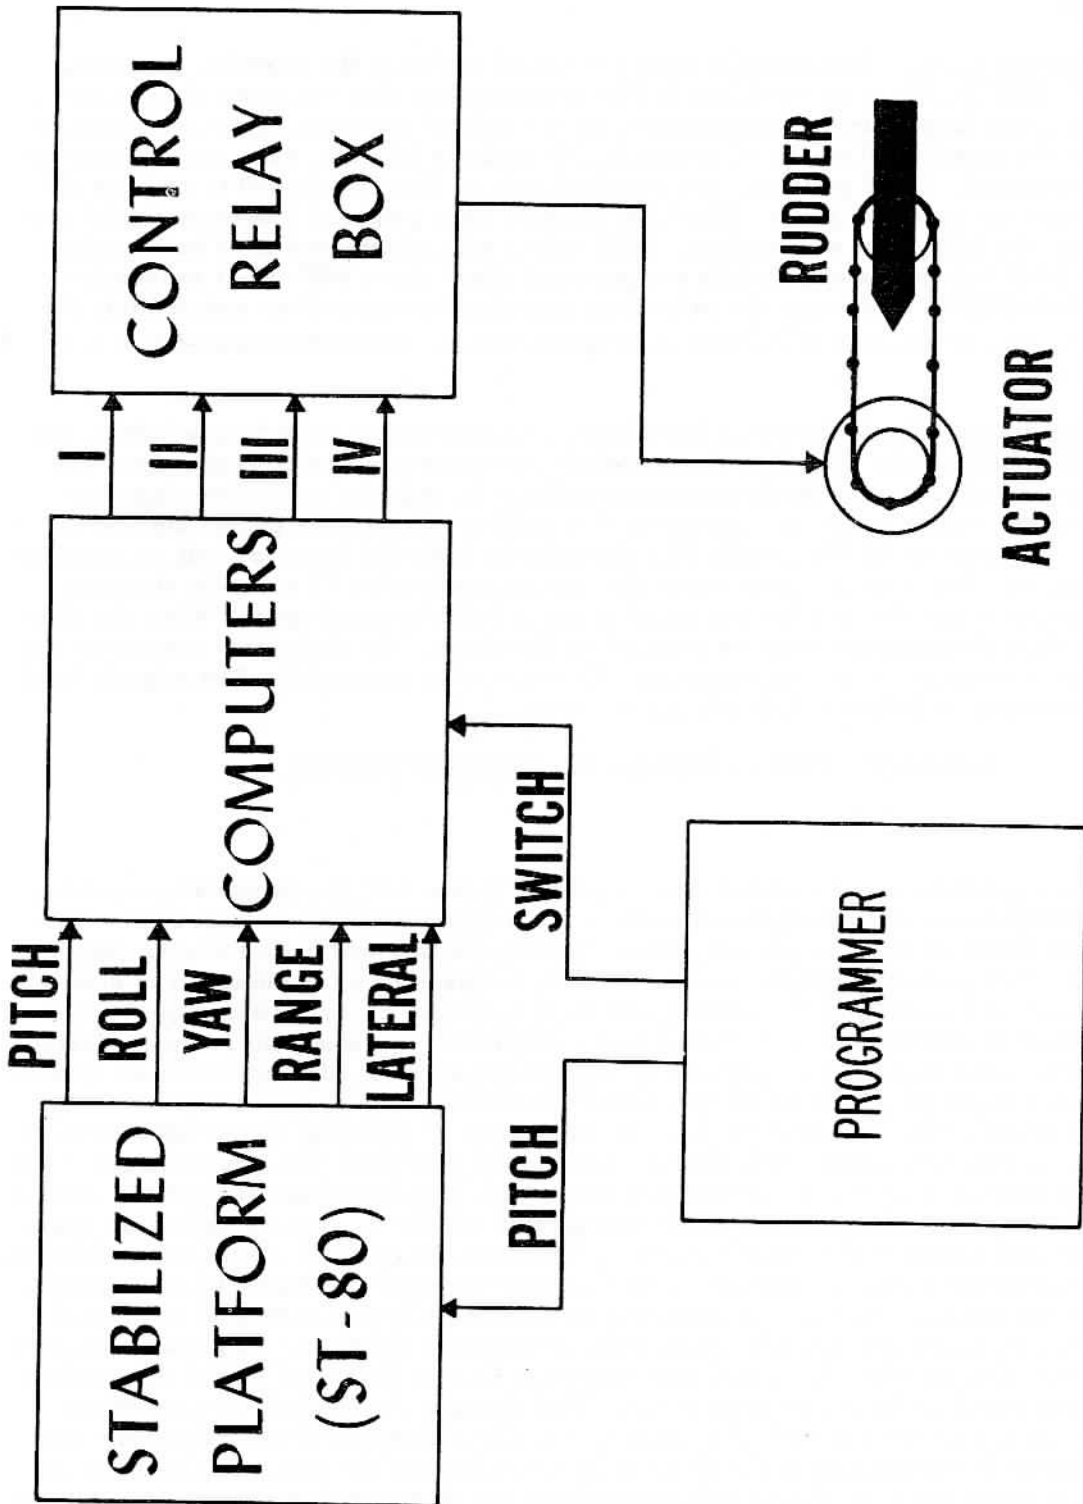 STABILIZED
PLATFORM
(ST-80)
PITCH
ROLL
YAW
RANGE
LATERAL
COMPUTERS
I
II
III
IV
CONTROL
RELAY
BOX
PITCH
SWITCH
PROGRAMMER
RUDDER
ACTUATOR